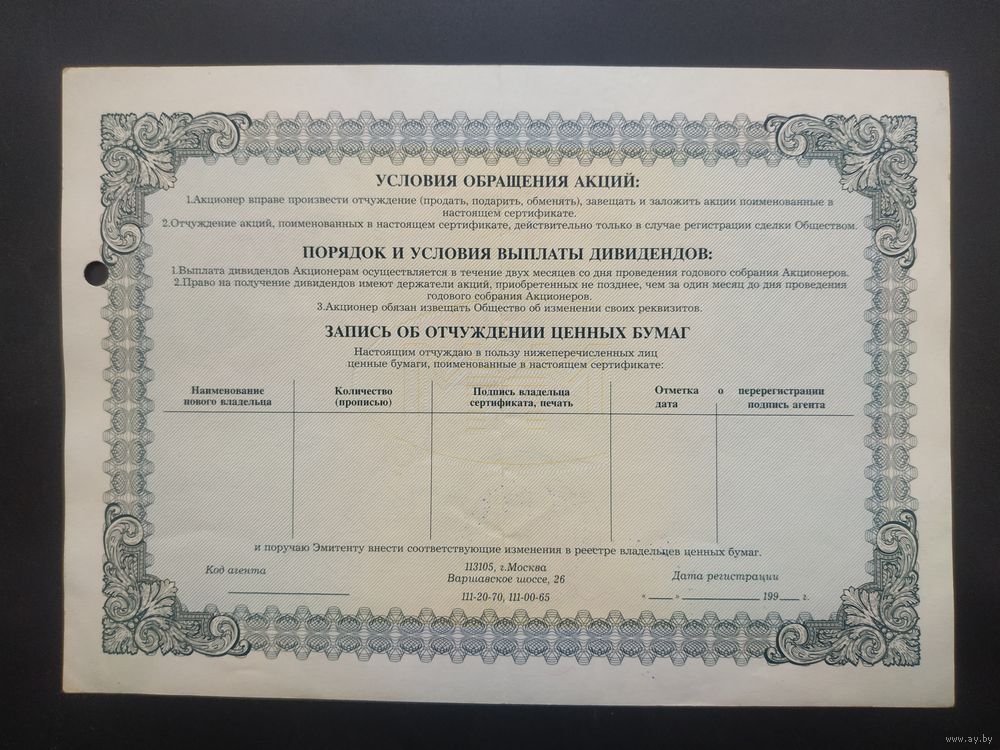 УСЛОВИЯ ОБРАЩЕНИЯ АКЦИЙ:
1.Акционер вправе произвести отчуждение (продать, подарить, обменять), завещать и заложить акции поименованные в
настоящем сертификате.
2.Отчуждение акций, поименованных в настоящем сертификате, действительно только в случае регистрации сделки Обществом.
ПОРЯДОК И УСЛОВИЯ ВЫПЛАТЫ ДИВИДЕНДОВ:
1.Выплата дивидендов Акционерам осуществляется в течение двух месяцев со дня проведения годового собрания Акционеров.
2.Право на получение дивидендов имеют держатели акций, приобретенных не позднее, чем за один месяц до дня проведения
годового собрания Акционеров.
3.Акционер обязан извещать Общество об изменении своих реквизитов.
ЗАПИСЬ ОБ ОТЧУЖДЕНИИ ЦЕННЫХ БУМАГ
Настоящим отчуждаю в пользу нижеперечисленных лиц
ценные бумаги, поименованные в настоящем сертификате:
Наименование
нового владельца
Количество
(прописью)
Подпись владельца
сертификата, печать
Отметка о перерегистрации
дата подпись агента
и поручаю Эмитенту внести соответствующие изменения в реестре владельцев ценных бумаг.
Код агента
113105, г.Москва
Варшавское шоссе, 26
111-20-70, 111-00-65
Дата регистрации
"___" ____________ 199___ г.
www.ay.by